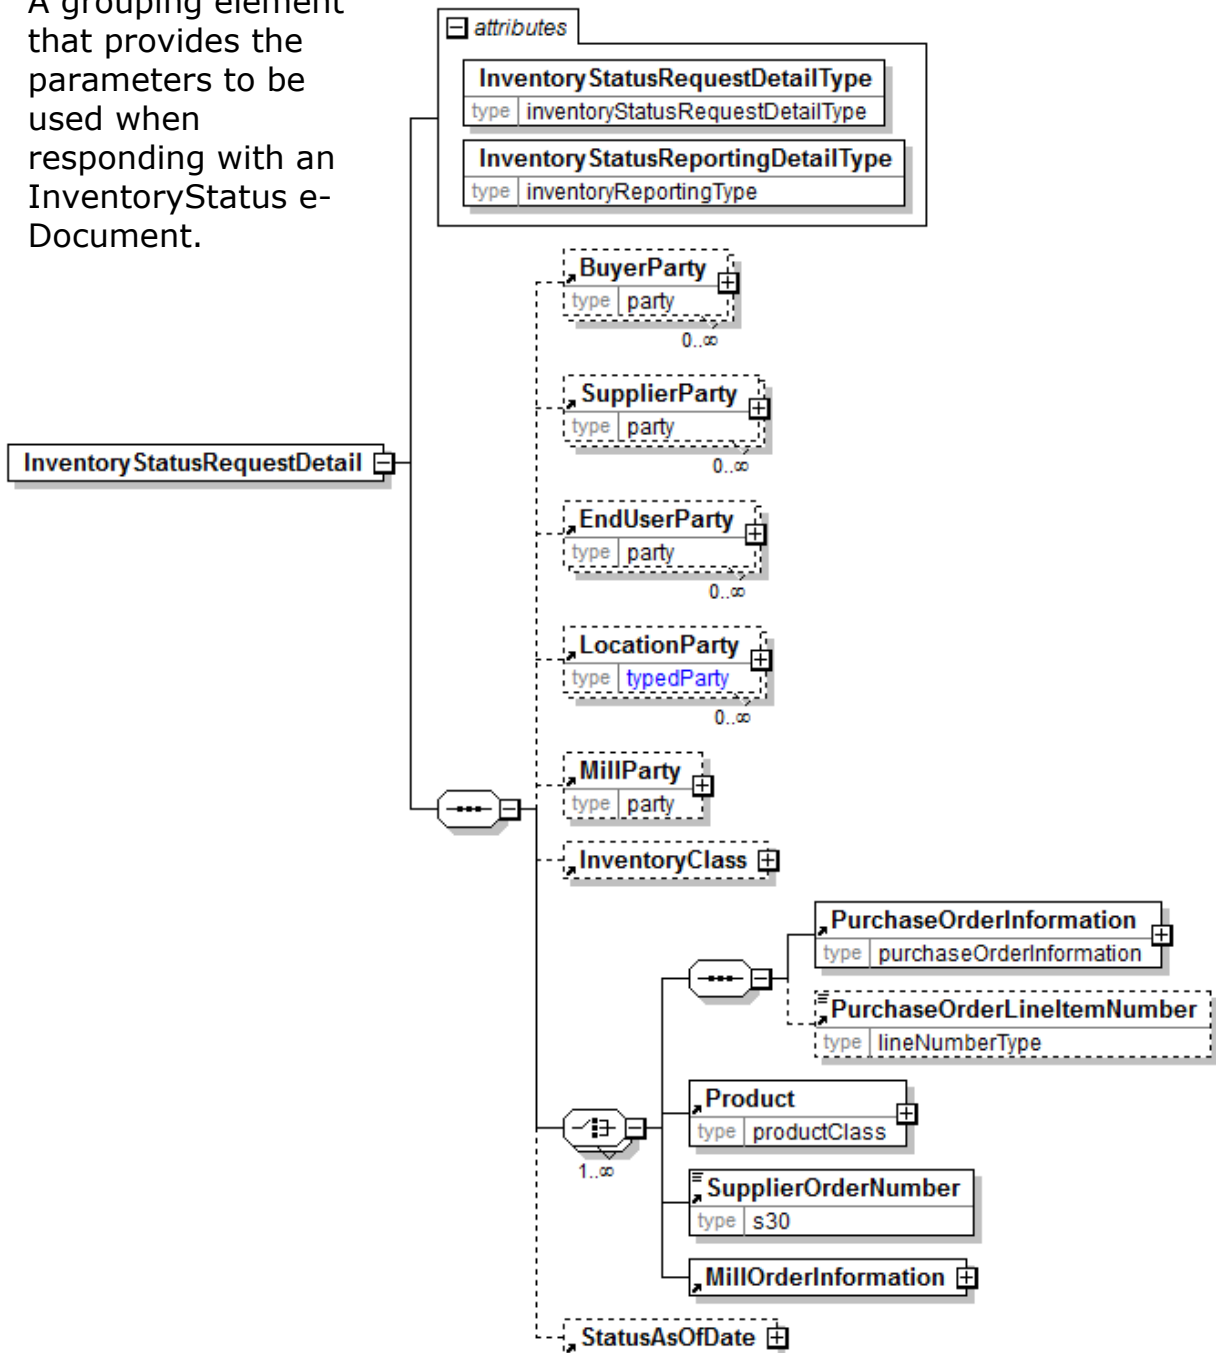 A grouping element
that provides the
parameters to be
used when
responding with an
InventoryStatus e-
Document.
attributes
InventoryStatusRequestDetailType
type inventoryStatusRequestDetailType
InventoryStatusReportingDetailType
type inventoryReportingType
BuyerParty
type party
0..∞
SupplierParty
type party
0..∞
InventoryStatusRequestDetail
EndUserParty
type party
0..∞
LocationParty
type typedParty
0..∞
MillParty
type party
InventoryClass
PurchaseOrderInformation
type purchaseOrderInformation
PurchaseOrderLineItemNumber
type lineNumberType
Product
type productClass
1..∞
SupplierOrderNumber
type s30
MillOrderInformation
StatusAsOfDate